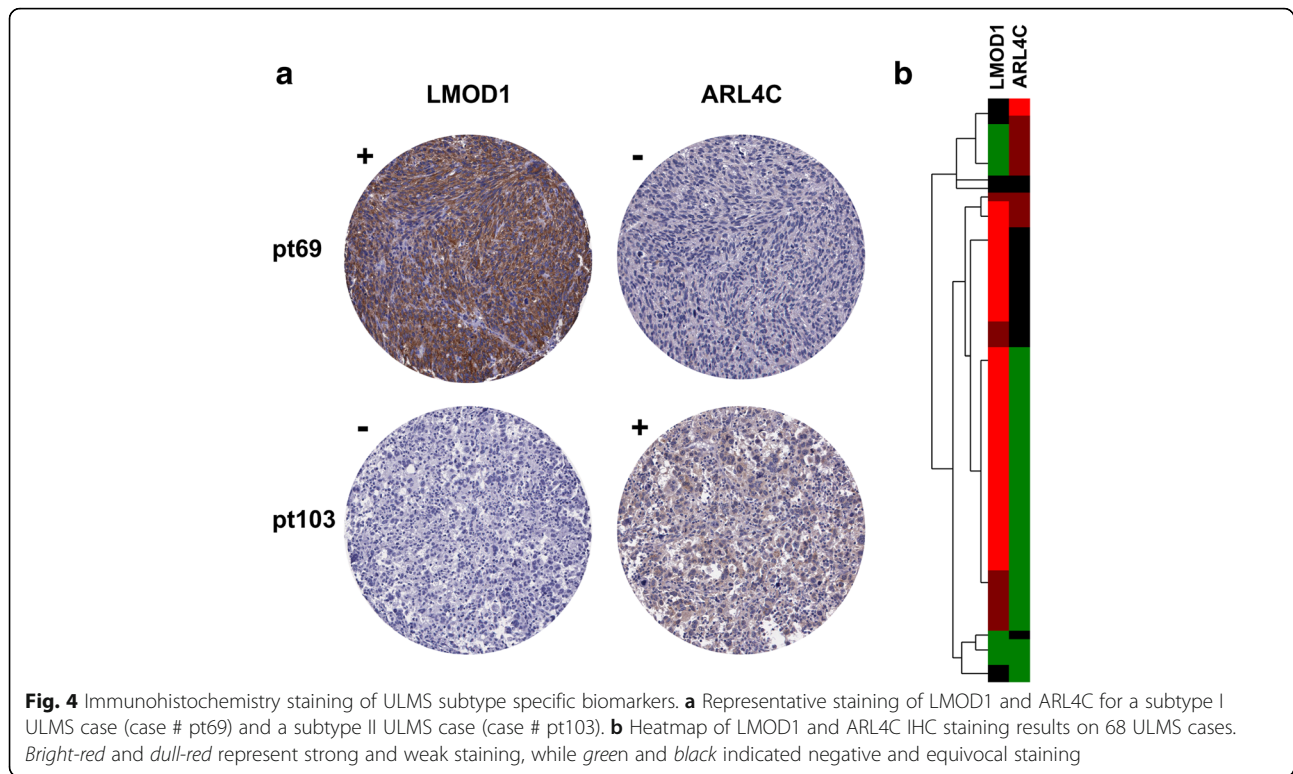 a
b
LMOD1
ARL4C
LMOD1
ARL4C
+
-
pt69
-
+
pt103
Fig. 4 Immunohistochemistry staining of ULMS subtype specific biomarkers. a Representative staining of LMOD1 and ARL4C for a subtype I
ULMS case (case # pt69) and a subtype II ULMS case (case # pt103). b Heatmap of LMOD1 and ARL4C IHC staining results on 68 ULMS cases.
Bright-red and dull-red represent strong and weak staining, while green and black indicated negative and equivocal staining